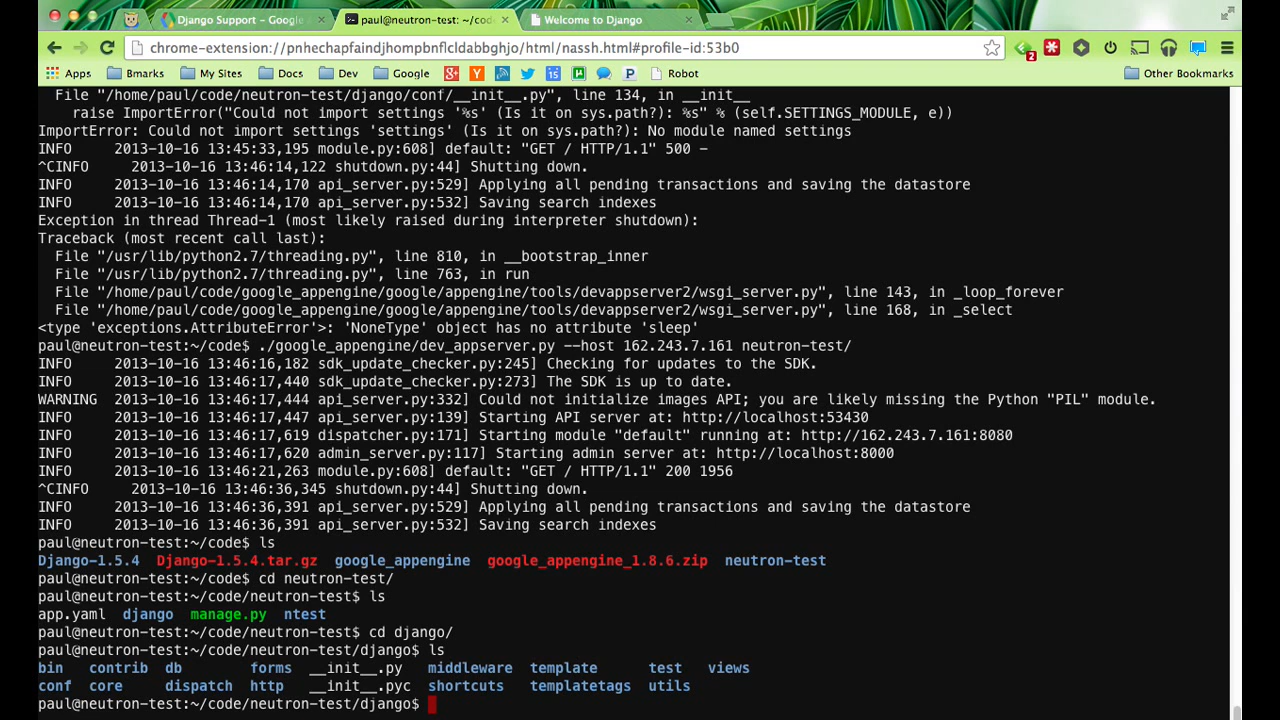 Django Support - Google
paul@neutron-test: ~/code
Welcome to Django
chrome-extension://pnhechapfaindjhompbnflcldabbghjo/html/nassh.html#profile-id:53b0
2
Apps Bmarks My Sites Docs Dev Google g+ Y 15 µ P Robot Other Bookmarks
File "/home/paul/code/neutron-test/django/conf/__init__.py", line 134, in __init__
raise ImportError("Could not import settings '%s' (Is it on sys.path?): %s" % (self.SETTINGS_MODULE, e))
ImportError: Could not import settings 'settings' (Is it on sys.path?): No module named settings
INFO 2013-10-16 13:45:33,195 module.py:608] default: "GET / HTTP/1.1" 500 -
^CINFO 2013-10-16 13:46:14,122 shutdown.py:44] Shutting down.
INFO 2013-10-16 13:46:14,170 api_server.py:529] Applying all pending transactions and saving the datastore
INFO 2013-10-16 13:46:14,170 api_server.py:532] Saving search indexes
Exception in thread Thread-1 (most likely raised during interpreter shutdown):
Traceback (most recent call last):
File "/usr/lib/python2.7/threading.py", line 810, in __bootstrap_inner
File "/usr/lib/python2.7/threading.py", line 763, in run
File "/home/paul/code/google_appengine/google/appengine/tools/devappserver2/wsgi_server.py", line 143, in _loop_forever
File "/home/paul/code/google_appengine/google/appengine/tools/devappserver2/wsgi_server.py", line 168, in _select
<type 'exceptions.AttributeError'>: 'NoneType' object has no attribute 'sleep'
paul@neutron-test:~/code$ ./google_appengine/dev_appserver.py --host 162.243.7.161 neutron-test/
INFO 2013-10-16 13:46:16,182 sdk_update_checker.py:245] Checking for updates to the SDK.
INFO 2013-10-16 13:46:17,440 sdk_update_checker.py:273] The SDK is up to date.
WARNING 2013-10-16 13:46:17,444 api_server.py:332] Could not initialize images API; you are likely missing the Python "PIL" module.
INFO 2013-10-16 13:46:17,447 api_server.py:139] Starting API server at: http://localhost:53430
INFO 2013-10-16 13:46:17,619 dispatcher.py:171] Starting module "default" running at: http://162.243.7.161:8080
INFO 2013-10-16 13:46:17,620 admin_server.py:117] Starting admin server at: http://localhost:8000
INFO 2013-10-16 13:46:21,263 module.py:608] default: "GET / HTTP/1.1" 200 1956
^CINFO 2013-10-16 13:46:36,345 shutdown.py:44] Shutting down.
INFO 2013-10-16 13:46:36,391 api_server.py:529] Applying all pending transactions and saving the datastore
INFO 2013-10-16 13:46:36,391 api_server.py:532] Saving search indexes
paul@neutron-test:~/code$ ls
Django-1.5.4 Django-1.5.4.tar.gz google_appengine google_appengine_1.8.6.zip neutron-test
paul@neutron-test:~/code$ cd neutron-test/
paul@neutron-test:~/code/neutron-test$ ls
app.yaml django manage.py ntest
paul@neutron-test:~/code/neutron-test$ cd django/
paul@neutron-test:~/code/neutron-test/django$ ls
bin contrib db forms __init__.py middleware template test views
conf core dispatch http __init__.pyc shortcuts templatetags utils
paul@neutron-test:~/code/neutron-test/django$